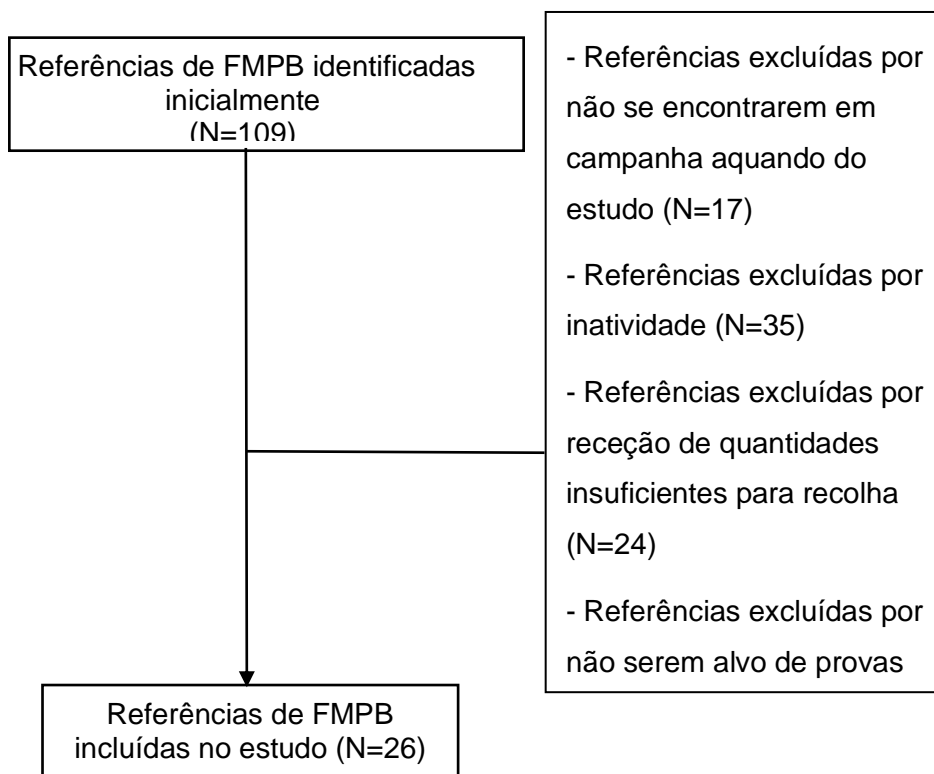 Referências de FMPB identificadas
inicialmente
(N=109)
- Referências excluídas por
não se encontrarem em
campanha aquando do
estudo (N=17)
- Referências excluídas por
inatividade (N=35)
- Referências excluídas por
receção de quantidades
insuficientes para recolha
(N=24)
- Referências excluídas por
não serem alvo de provas
Referências de FMPB
incluídas no estudo (N=26)